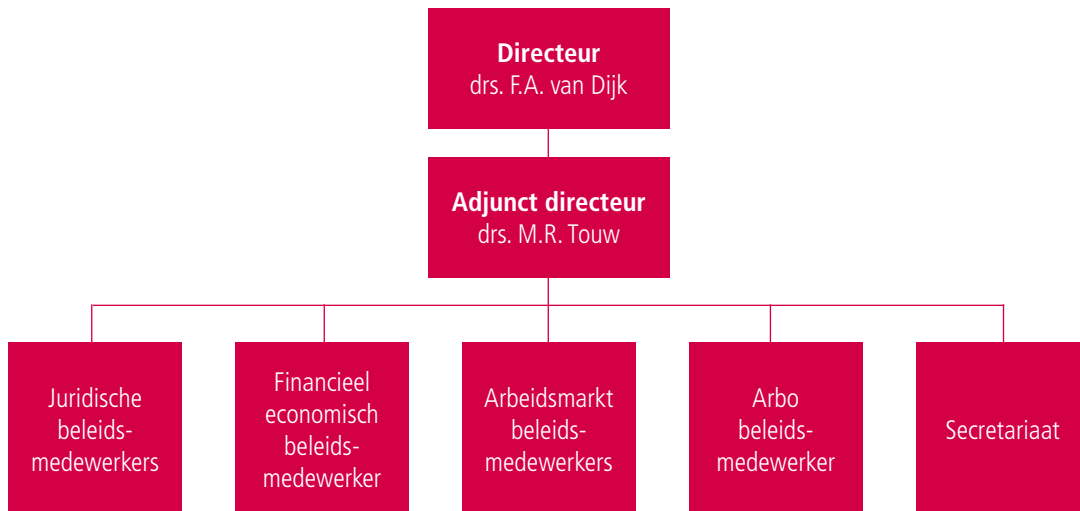 Directeur
drs. F.A. van Dijk
Adjunct directeur
drs. M.R. Touw
Juridische
beleids-
medewerkers
Financieel
economisch
beleids-
medewerker
Arbeidsmarkt
beleids-
medewerkers
Arbo
beleids-
medewerker
Secretariaat